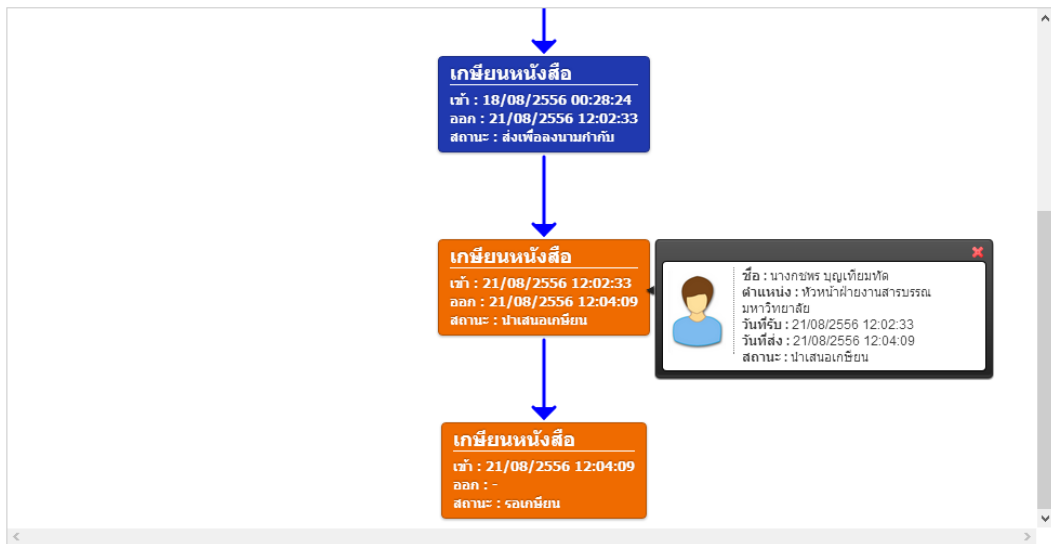 เกษียนหนังสือ
เข้า : 18/08/2556 00:28:24
ออก : 21/08/2556 12:02:33
สถานะ : ส่งเพื่อลงนามกำกับ
เกษียนหนังสือ
เข้า : 21/08/2556 12:02:33
ออก : 21/08/2556 12:04:09
สถานะ : นำเสนอเกษียน
ชื่อ : นางกชพร บุญเทียมทัด
ตำแหน่ง : หัวหน้าฝ่ายงานสารบรรณ
มหาวิทยาลัย
วันที่รับ : 21/08/2556 12:02:33
วันที่ส่ง : 21/08/2556 12:04:09
สถานะ : นำเสนอเกษียน
เกษียนหนังสือ
เข้า : 21/08/2556 12:04:09
ออก : -
สถานะ : รอเกษียน